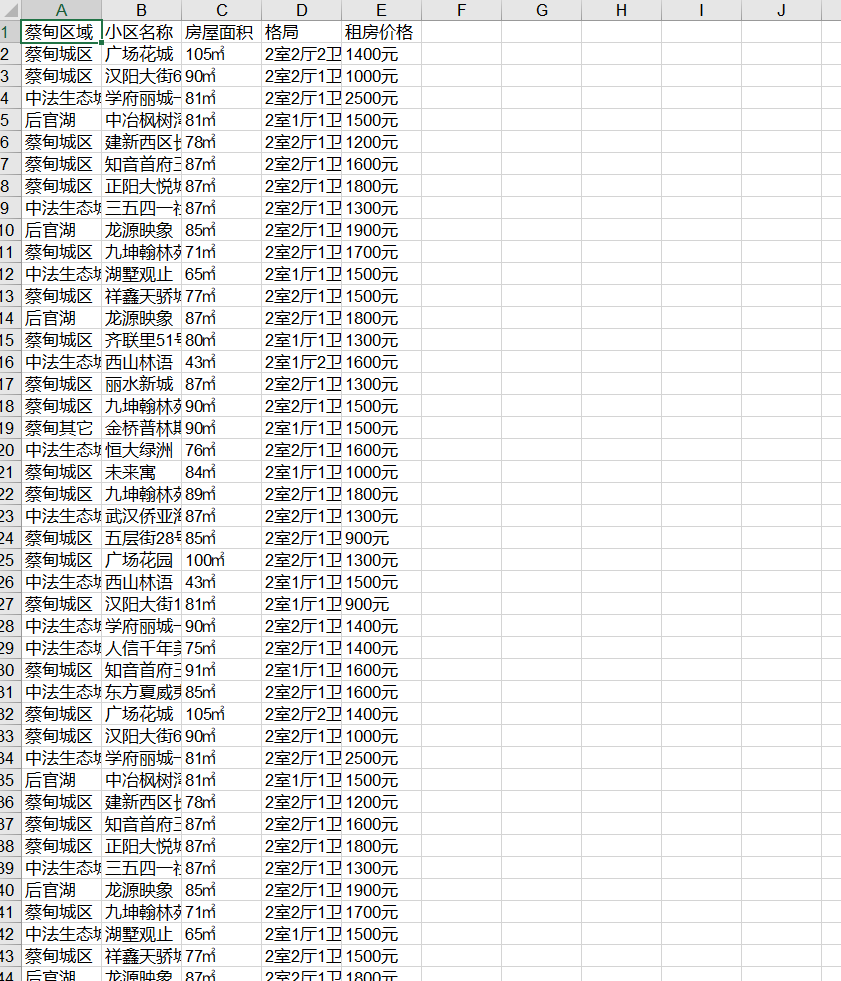 A B C D E F G H I J
1 蔡甸区域 小区名称 房屋面积 格局 租房价格
2 蔡甸城区 广场花城 105㎡ 2室2厅2卫 1400元
3 蔡甸城区 汉阳大街6 90㎡ 2室2厅1卫 1000元
4 中法生态城 学府丽城一 81㎡ 2室2厅1卫 2500元
5 后官湖 中冶枫树湾 81㎡ 2室1厅1卫 1500元
6 蔡甸城区 建新西区长 78㎡ 2室2厅1卫 1200元
7 蔡甸城区 知音首府三 87㎡ 2室2厅1卫 1600元
8 蔡甸城区 正阳大悦城 87㎡ 2室2厅1卫 1800元
9 中法生态城 三五四一社 87㎡ 2室2厅1卫 1300元
10 后官湖 龙源映象 85㎡ 2室2厅1卫 1900元
11 蔡甸城区 九坤翰林苑 71㎡ 2室2厅1卫 1700元
12 中法生态城 湖墅观止 65㎡ 2室1厅1卫 1500元
13 蔡甸城区 祥鑫天骄城 77㎡ 2室2厅1卫 1500元
14 后官湖 龙源映象 87㎡ 2室2厅1卫 1800元
15 蔡甸城区 齐联里51号 80㎡ 2室1厅1卫 1300元
16 中法生态城 西山林语 43㎡ 2室1厅2卫 1600元
17 蔡甸城区 丽水新城 87㎡ 2室2厅1卫 1300元
18 蔡甸城区 九坤翰林苑 90㎡ 2室2厅1卫 1500元
19 蔡甸其它 金桥普林斯 90㎡ 2室1厅1卫 1500元
20 中法生态城 恒大绿洲 76㎡ 2室2厅1卫 1600元
21 蔡甸城区 未来寓 84㎡ 2室1厅1卫 1000元
22 蔡甸城区 九坤翰林苑 89㎡ 2室2厅1卫 1800元
23 中法生态城 武汉侨亚海 87㎡ 2室2厅1卫 1300元
24 蔡甸城区 五层街28号 85㎡ 2室2厅1卫 900元
25 蔡甸城区 广场花园 100㎡ 2室2厅1卫 1300元
26 中法生态城 西山林语 43㎡ 2室1厅1卫 1500元
27 蔡甸城区 汉阳大街1 81㎡ 2室1厅1卫 900元
28 中法生态城 学府丽城一 90㎡ 2室2厅1卫 1400元
29 中法生态城 人信千年美 75㎡ 2室2厅1卫 1400元
30 蔡甸城区 知音首府三 91㎡ 2室1厅1卫 1600元
31 中法生态城 东方夏威夷 85㎡ 2室2厅1卫 1600元
32 蔡甸城区 广场花城 105㎡ 2室2厅2卫 1400元
33 蔡甸城区 汉阳大街6 90㎡ 2室2厅1卫 1000元
34 中法生态城 学府丽城一 81㎡ 2室2厅1卫 2500元
35 后官湖 中冶枫树湾 81㎡ 2室1厅1卫 1500元
36 蔡甸城区 建新西区长 78㎡ 2室2厅1卫 1200元
37 蔡甸城区 知音首府三 87㎡ 2室2厅1卫 1600元
38 蔡甸城区 正阳大悦城 87㎡ 2室2厅1卫 1800元
39 中法生态城 三五四一社 87㎡ 2室2厅1卫 1300元
40 后官湖 龙源映象 85㎡ 2室2厅1卫 1900元
41 蔡甸城区 九坤翰林苑 71㎡ 2室2厅1卫 1700元
42 中法生态城 湖墅观止 65㎡ 2室1厅1卫 1500元
43 蔡甸城区 祥鑫天骄城 77㎡ 2室2厅1卫 1500元
44 后官湖 龙源映象 87㎡ 2室2厅1卫 1800元